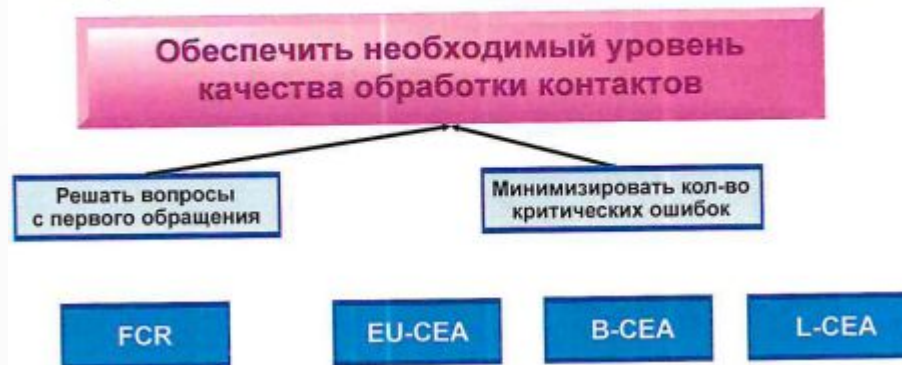 Обеспечить необходимый уровень
качества обработки контактов
Решать вопросы
с первого обращения
Минимизировать кол-во
критических ошибок
FCR
EU-CEA
B-CEA
L-CEA